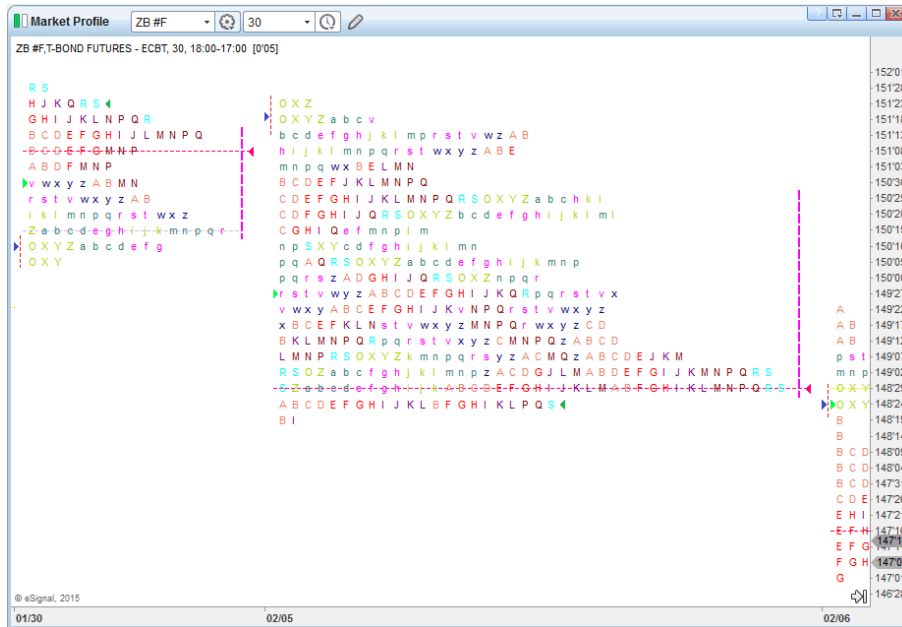 Market Profile ZB #F 30
ZB #F,T-BOND FUTURES - ECBT, 30, 18:00-17:00 [0'05]
152'0
R S 151'28
H J K Q R S O X Z 151'23
G H I J K L N P Q R O X Y Z a b c v 151'18
B C D E F G H I J L M N P Q b c d e f g h j k l m p r s t v w z A B 151'13
B C D E F G M N P h i j k l m n p q r s t w x y z A B E 151'08
A B D F M N P m n p q w x B E L M N 151'03
v w x y z A B M N B C D E F J K L M N P Q 150'30
r s t v w x y z A B C D E F G H I J K L M N P Q R S O X Y Z a b c h k l 150'25
i k l m n p q r s t w x z C D F G H I J Q R S O X Y Z b c d e f g h i j k l m l 150'20
Z a b c d e g h i j k m n p q r C G H I Q e f m n p l m 150'15
O X Y Z a b c d e f g n p S X Y c d f g h i j k l m n 150'10
O X Y p q A Q R S O X Y Z a b c d e f g h i j k m n p 150'05
p q r s z A D G H I J Q R S O X Z n p q r 150'00
r s t v w y z A B C D E F G H I J K Q R p q r s t v x 149'27
v w x y A B C E F G H I J K v N P Q r s t v w x y z A 149'22
x B C E F K L N s t v w x y z M N P Q r w x y z C D A B 149'17
B K L M N P Q R p q r s t v x y z C M N P Q z A B C D A B 149'12
L M N P R S O X Y Z k m n p q r s y z A C M Q z A B C D E J K M p s t 149'07
R S O Z a b c f g h j k l m n p z A C D G J L M A B D E F G I J K M N P Q R S m n p 149'02
S Z a b c d e f g h i j k A B C D E F G H I J K L M A B F G H I K L M N P Q R S O X Y 148'29
A B C D E F G H I J K L B F G H I K L P Q S O X Y 148'24
B I B 148'19
B 148'14
B C D 148'09
B C D 148'04
B C D 147'31
C D E 147'26
E H I 147'21
E F H
E F G 147'1
F G H 147'0
G 147'01
146'28
© eSignal, 2015
01/30 02/05 02/06